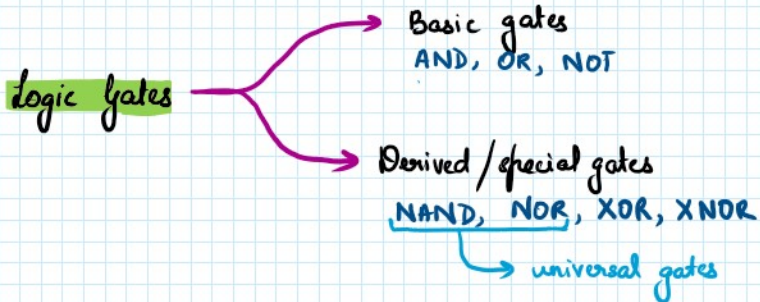 Basic gates
AND, OR, NOT
Logic Gates
Derived/special gates
NAND, NOR, XOR, XNOR
universal gates